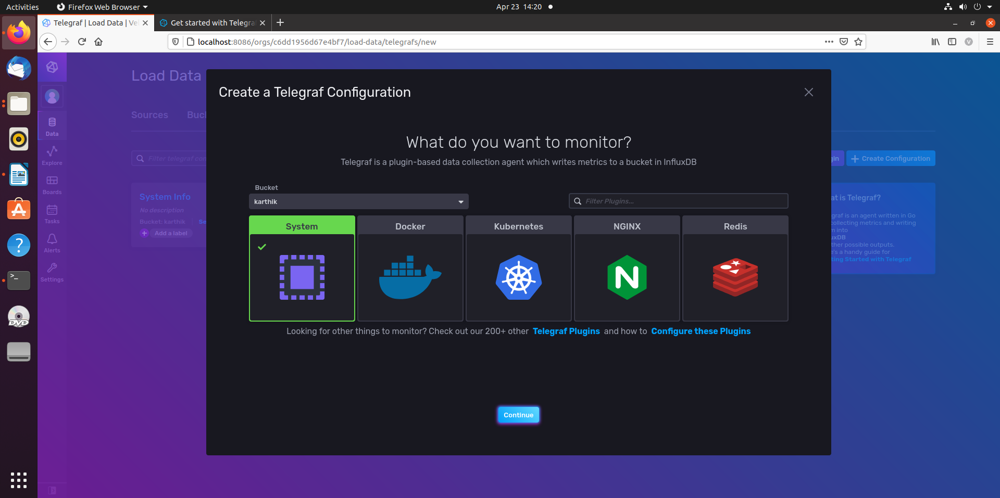 Activities
Firefox Web Browser
Apr 23 14:20
Telegraf | Load Data | Ve
Get started with Telegra
localhost:8086/orgs/c6dd1956d67e4bf7/load-data/telegrafs/new
V
Load Data
Sources
Buc
Data
Explore
Boards
Tasks
Alerts
Settings
Filter telegraf con
gin
+ Create Configuration
System Info
No description
Bucket: karthik
Se
+ Add a label
at is Telegraf?
graf is an agent written in Go
collecting metrics and writing
m into
uxDB
ther possible outputs.
e's a handy guide for
ting Started with Telegraf
Create a Telegraf Configuration
What do you want to monitor?
Telegraf is a plugin-based data collection agent which writes metrics to a bucket in InfluxDB
Bucket
karthik
Filter Plugins...
System
Docker
Kubernetes
NGINX
Redis
N
Looking for other things to monitor? Check out our 200+ other Telegraf Plugins and how to Configure these Plugins
Continue
A
?
>_
DVD